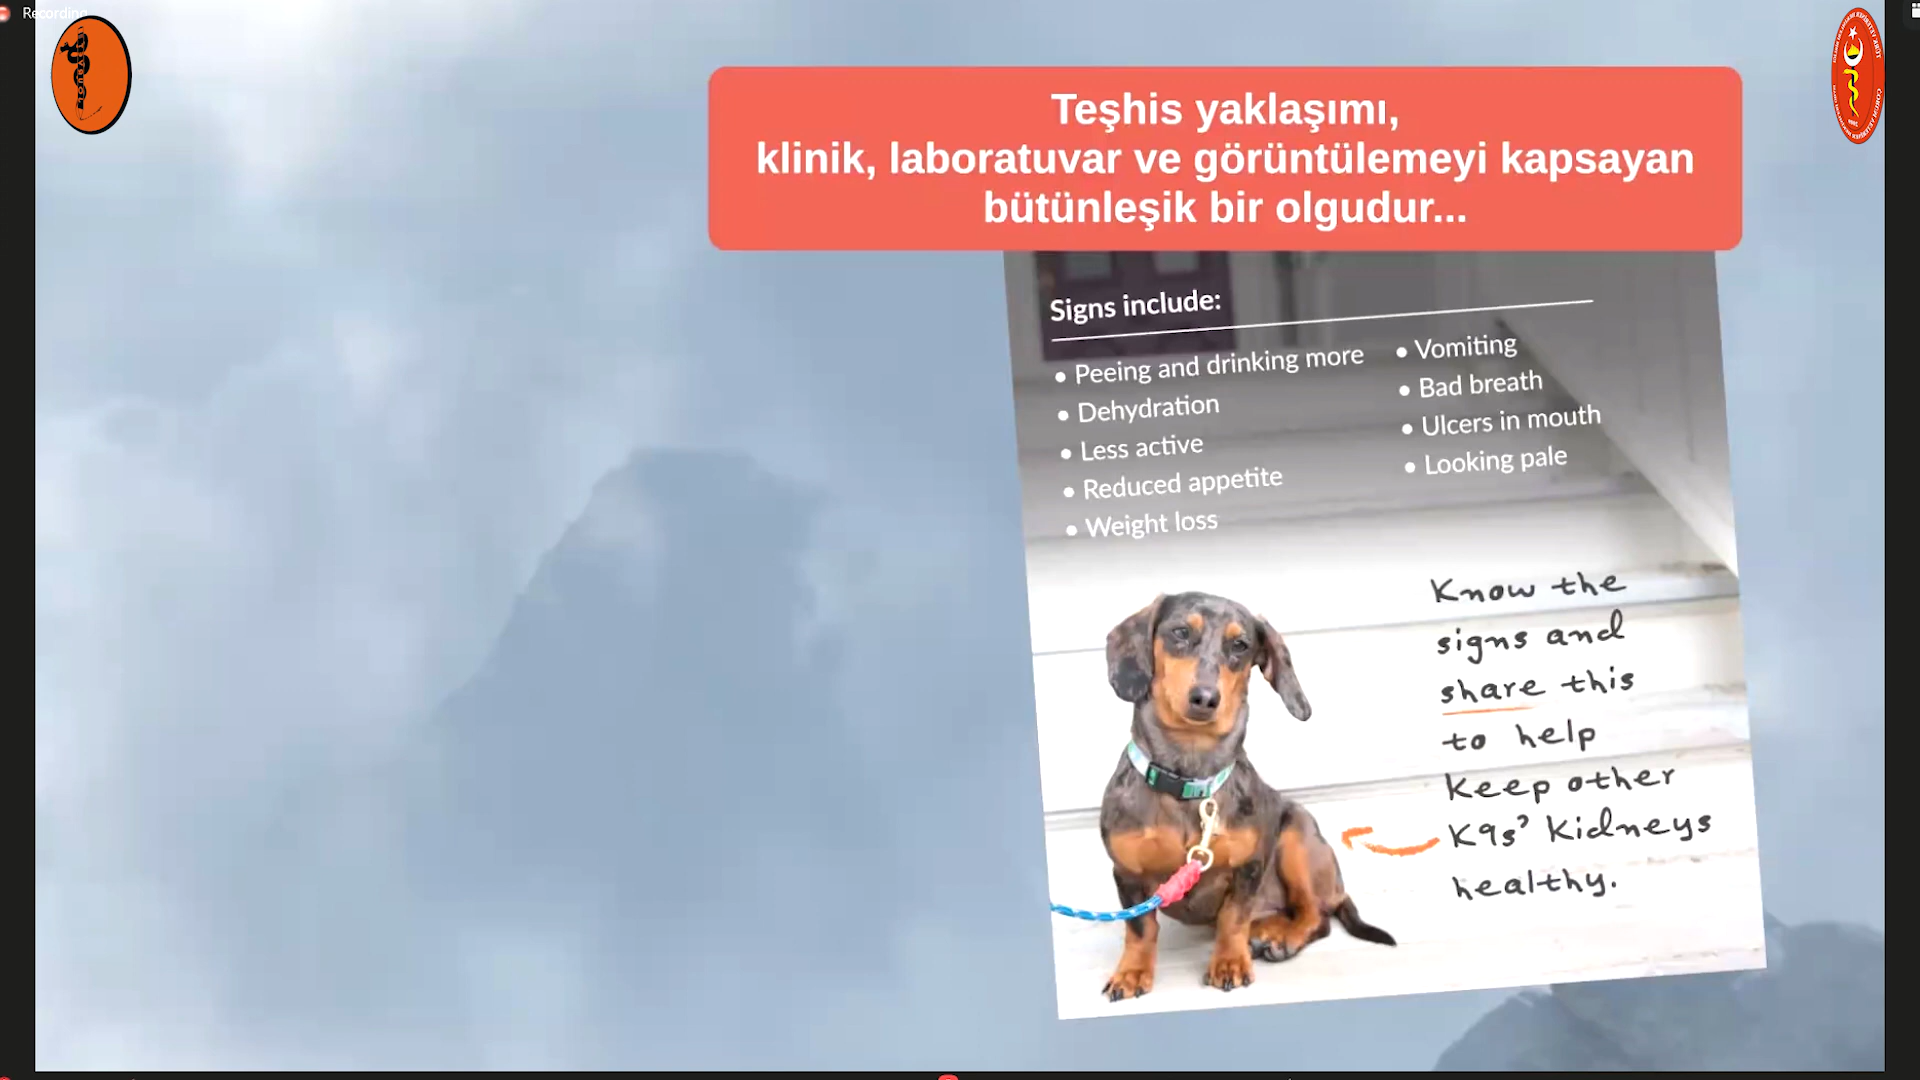 Recording
Teşhis yaklaşımı,
klinik, laboratuvar ve görüntülemeyi kapsayan
bütünleşik bir olgudur...
Signs include:
• Peeing and drinking more
• Dehydration
• Less active
• Reduced appetite
• Weight loss
• Vomiting
• Bad breath
• Ulcers in mouth
• Looking pale
Know the
signs and
share this
to help
keep other
K9s’ kidneys
healthy.